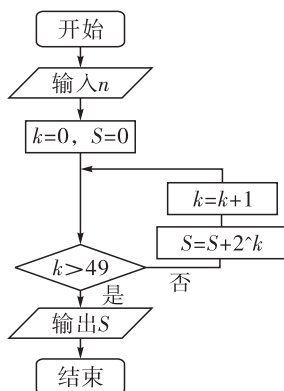 开始
输入n
k=0, S=0
k=k+1
S=S+2^k
k>49
否
是
输出S
结束